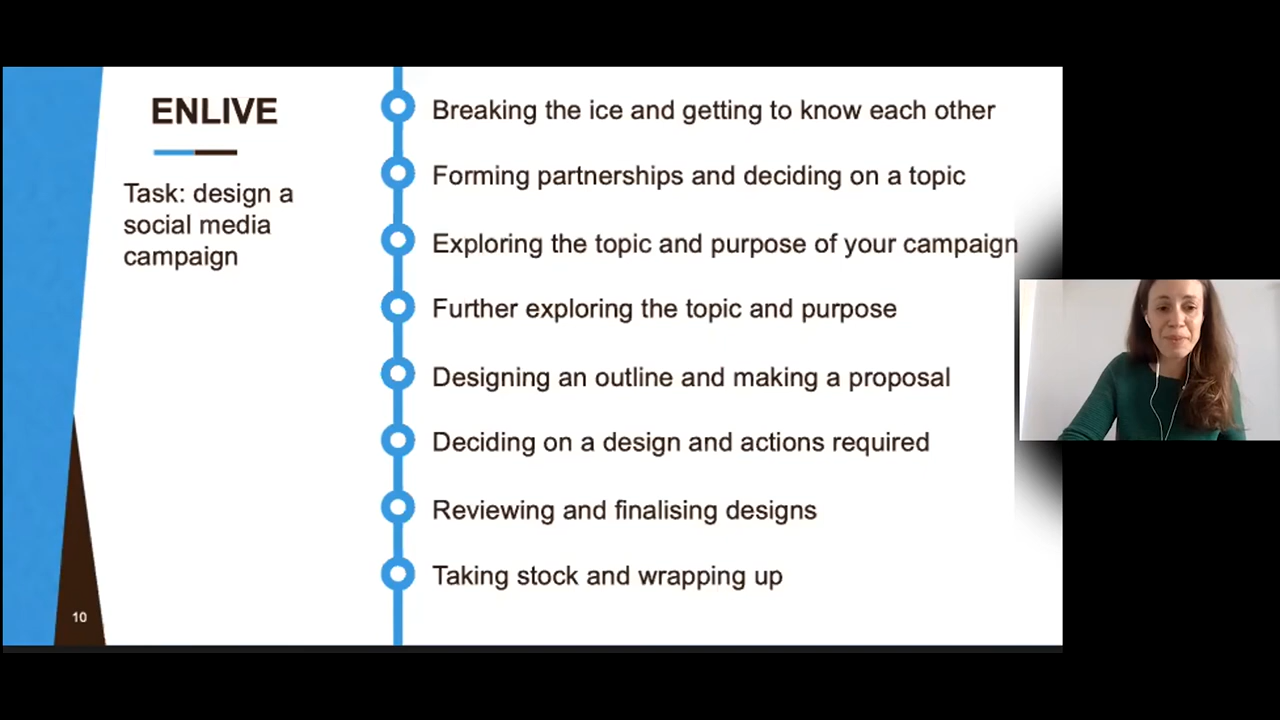 ENLIVE
Task: design a
social media
campaign
Breaking the ice and getting to know each other
Forming partnerships and deciding on a topic
Exploring the topic and purpose of your campaign
Further exploring the topic and purpose
Designing an outline and making a proposal
Deciding on a design and actions required
Reviewing and finalising designs
Taking stock and wrapping up
10